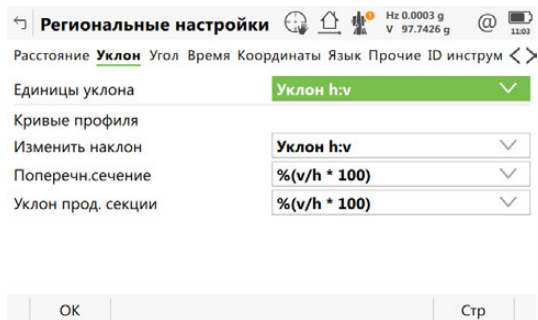 Региональные настройки Hz 0.0003 g
V 97.7426 g @ 11:03
Расстояние Уклон Угол Время Координаты Язык Прочие ID инструм
Единицы уклона Уклон h:v
Кривые профиля
Изменить наклон Уклон h:v
Поперечн.сечение %(v/h * 100)
Уклон прод. секции %(v/h * 100)
OK Стр